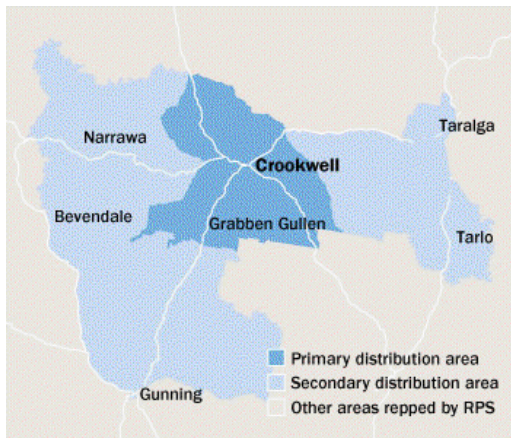 Taralga
Narrawa
Crookwell
Bevendale
Grabben Gullen
Tarlo
Primary distribution area
Secondary distribution area
Gunning
Other areas repped by RPS